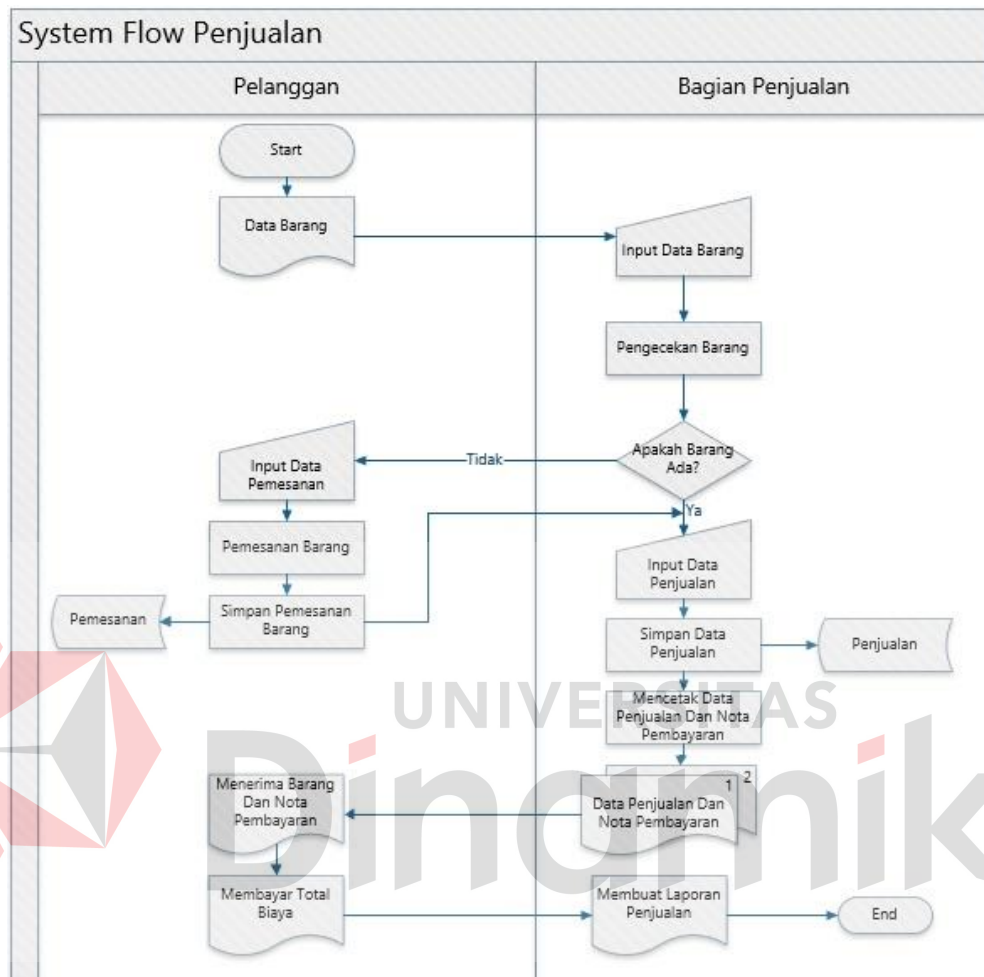 System Flow Penjualan
Pelanggan
Bagian Penjualan
Start
Data Barang
Input Data Barang
Pengecekan Barang
Apakah Barang
Ada?
Tidak
Ya
Input Data
Pemesanan
Pemesanan Barang
Simpan Pemesanan
Barang
Pemesanan
Input Data
Penjualan
Simpan Data
Penjualan
Penjualan
Mencetak Data
Penjualan Dan Nota
Pembayaran
1
2
Data Penjualan Dan
Nota Pembayaran
Menerima Barang
Dan Nota
Pembayaran
Membayar Total
Biaya
Membuat Laporan
Penjualan
End
UNIVERSITAS
Dinamik